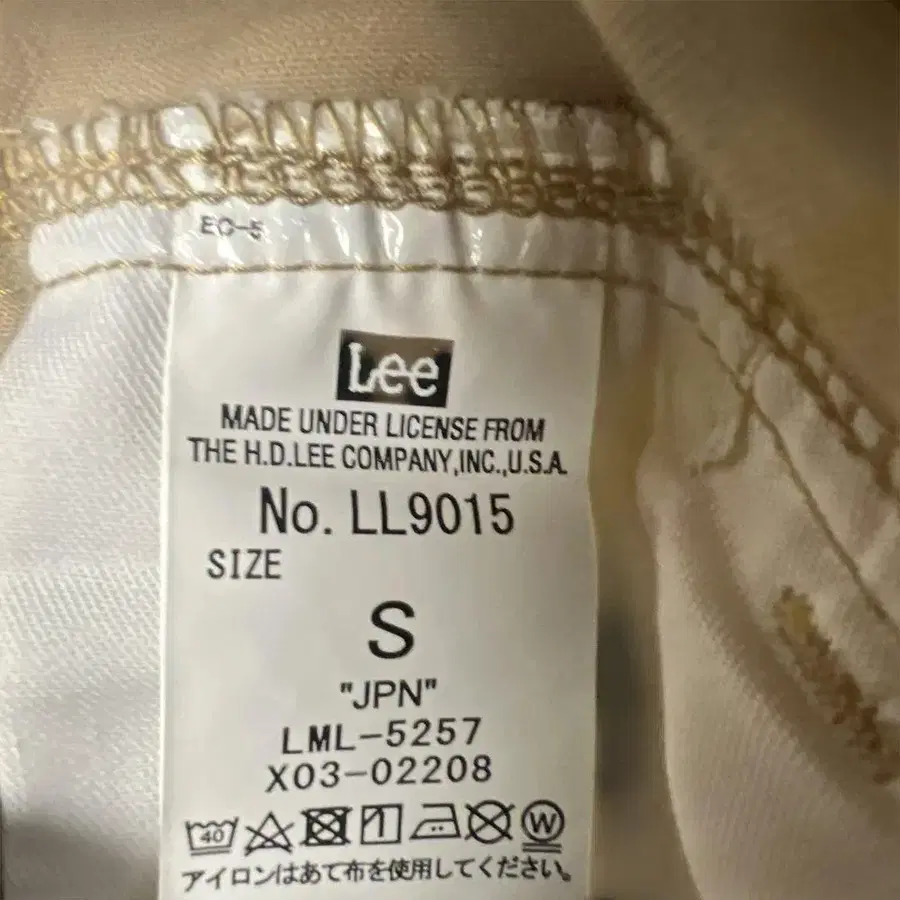 EC-5
Lee
MADE UNDER LICENSE FROM
THE H.D.LEE COMPANY,INC.,U.S.A.
No. LL9015
SIZE
S
"JPN"
LML-5257
X03-02208
40 W
アイロンはあて布を使用してください。